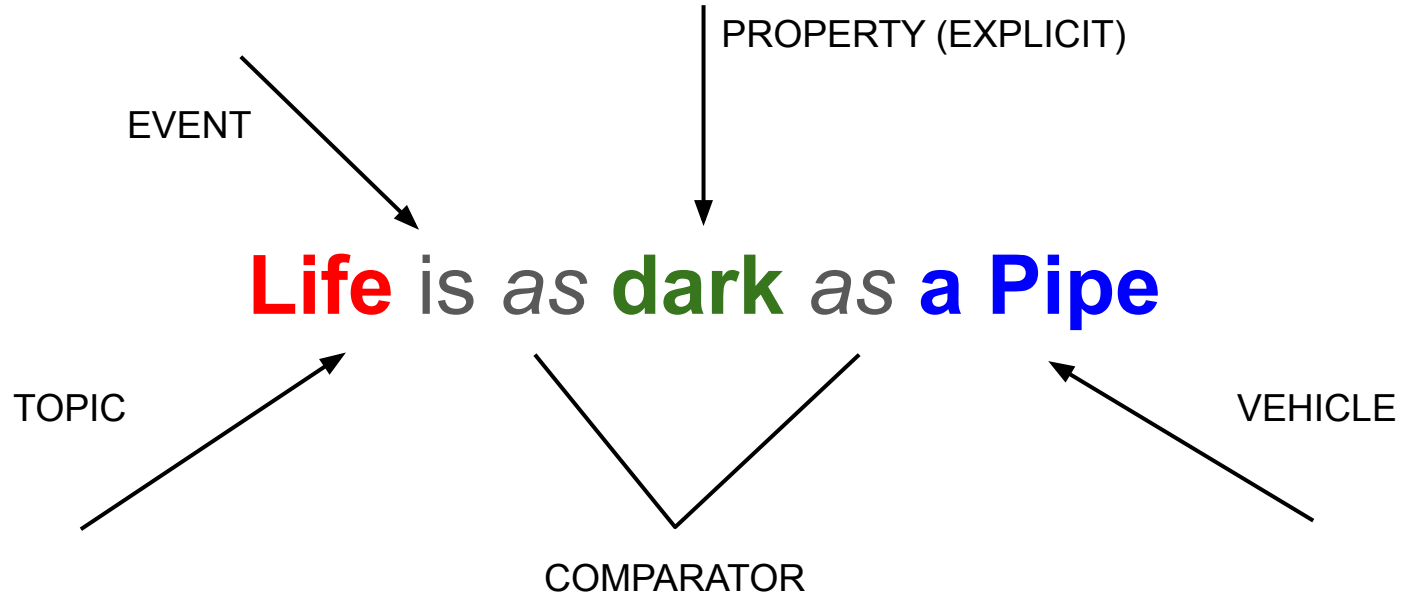 PROPERTY (EXPLICIT)
EVENT
Life is as dark as a Pipe
TOPIC
VEHICLE
COMPARATOR